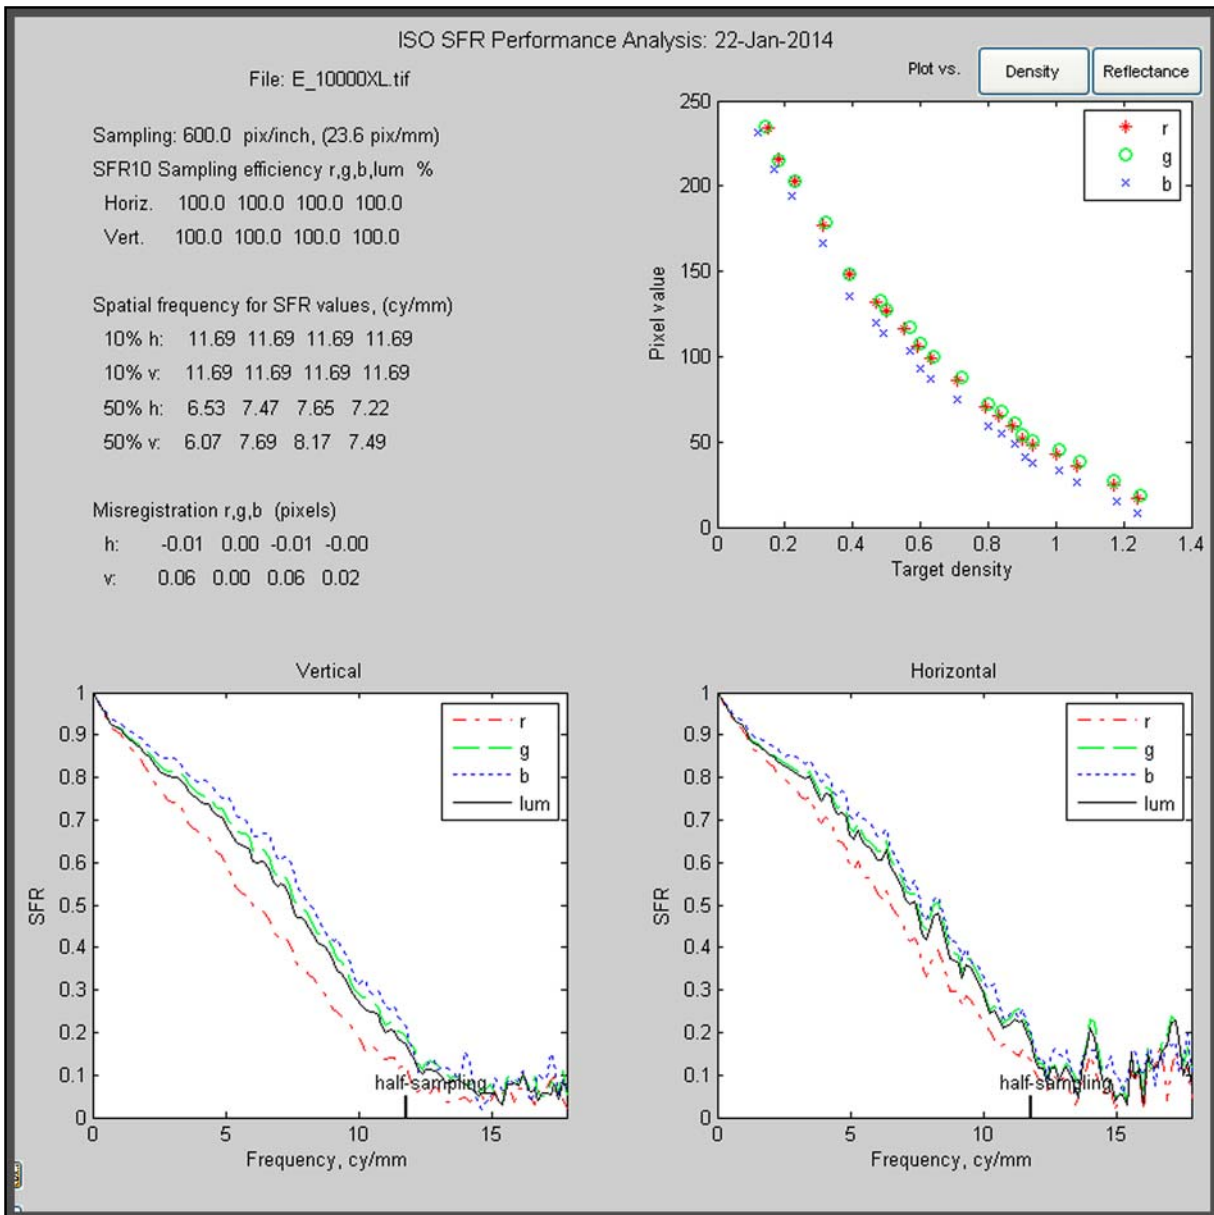 ISO SFR Performance Analysis: 22-Jan-2014
File: E_10000XL.tif
Plot vs. Density Reflectance
Sampling: 600.0 pix/inch, (23.6 pix/mm)
SFR10 Sampling efficiency r,g,b,lum %
Horiz. 100.0 100.0 100.0 100.0
Vert. 100.0 100.0 100.0 100.0
Spatial frequency for SFR values, (cy/mm)
10% h: 11.69 11.69 11.69 11.69
10% v: 11.69 11.69 11.69 11.69
50% h: 6.53 7.47 7.65 7.22
50% v: 6.07 7.69 8.17 7.49
Misregistration r,g,b (pixels)
h: -0.01 0.00 -0.01 -0.00
v: 0.06 0.00 0.06 0.02
250
200
150
100
50
0
Pixel value
r
g
b
0 0.2 0.4 0.6 0.8 1 1.2 1.4
Target density
Vertical
1
0.9
0.8
0.7
0.6
0.5
0.4
0.3
0.2
0.1
0
SFR
r
g
b
lum
half-sampling
0 5 10 15
Frequency, cy/mm
Horizontal
1
0.9
0.8
0.7
0.6
0.5
0.4
0.3
0.2
0.1
0
SFR
r
g
b
lum
half-sampling
0 5 10 15
Frequency, cy/mm